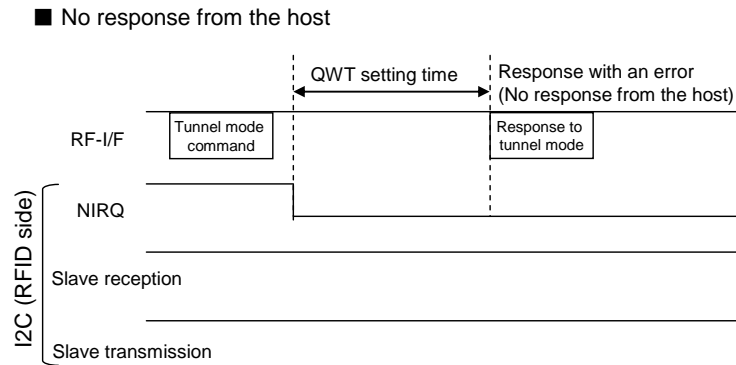 ■ No response from the host
QWT setting time
Response with an error
(No response from the host)
RF-I/F
Tunnel mode
command
Response to
tunnel mode
I2C (RFID side)
NIRQ
Slave reception
Slave transmission